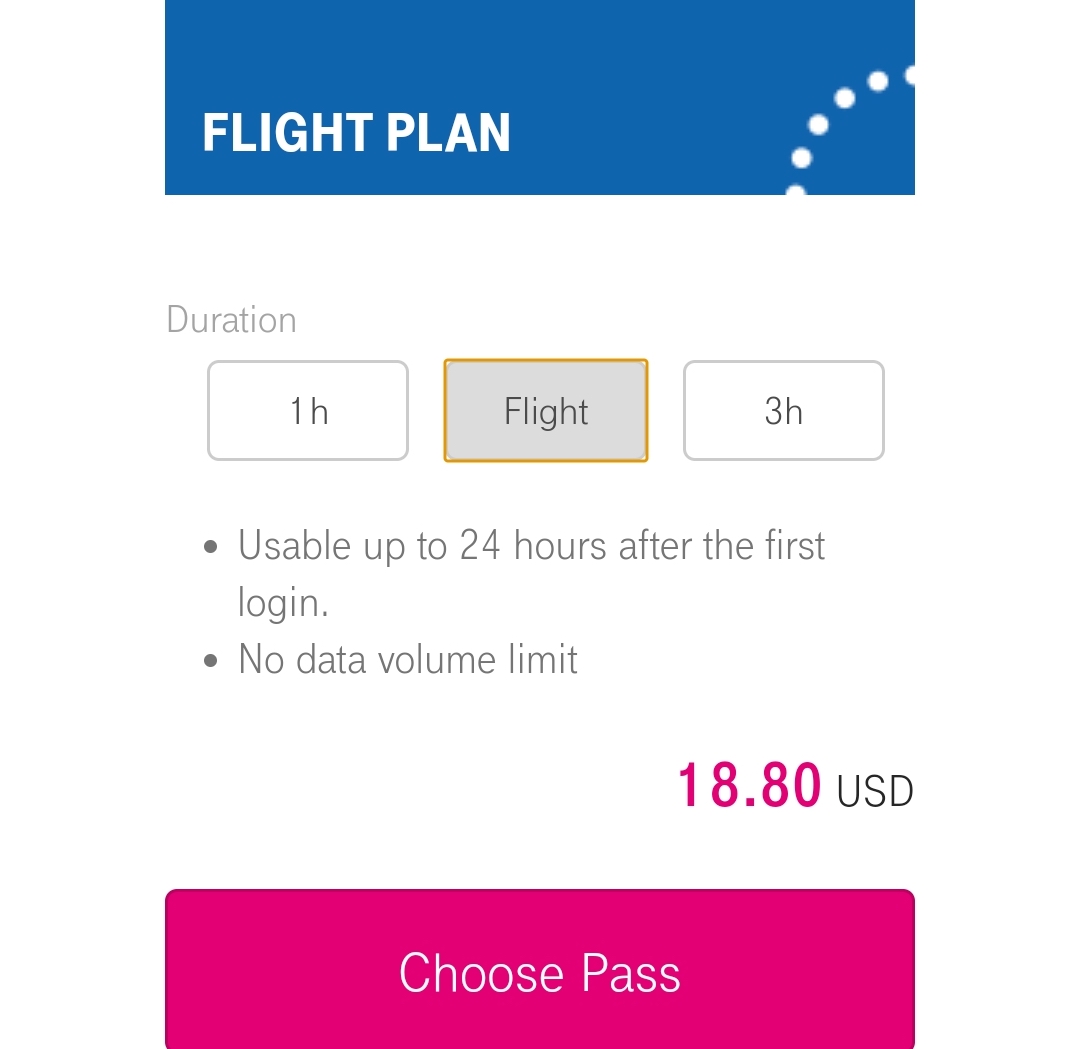 FLIGHT PLAN
Duration
1h
Flight
3h
• Usable up to 24 hours after the first
login.
• No data volume limit
18.80 USD
Choose Pass